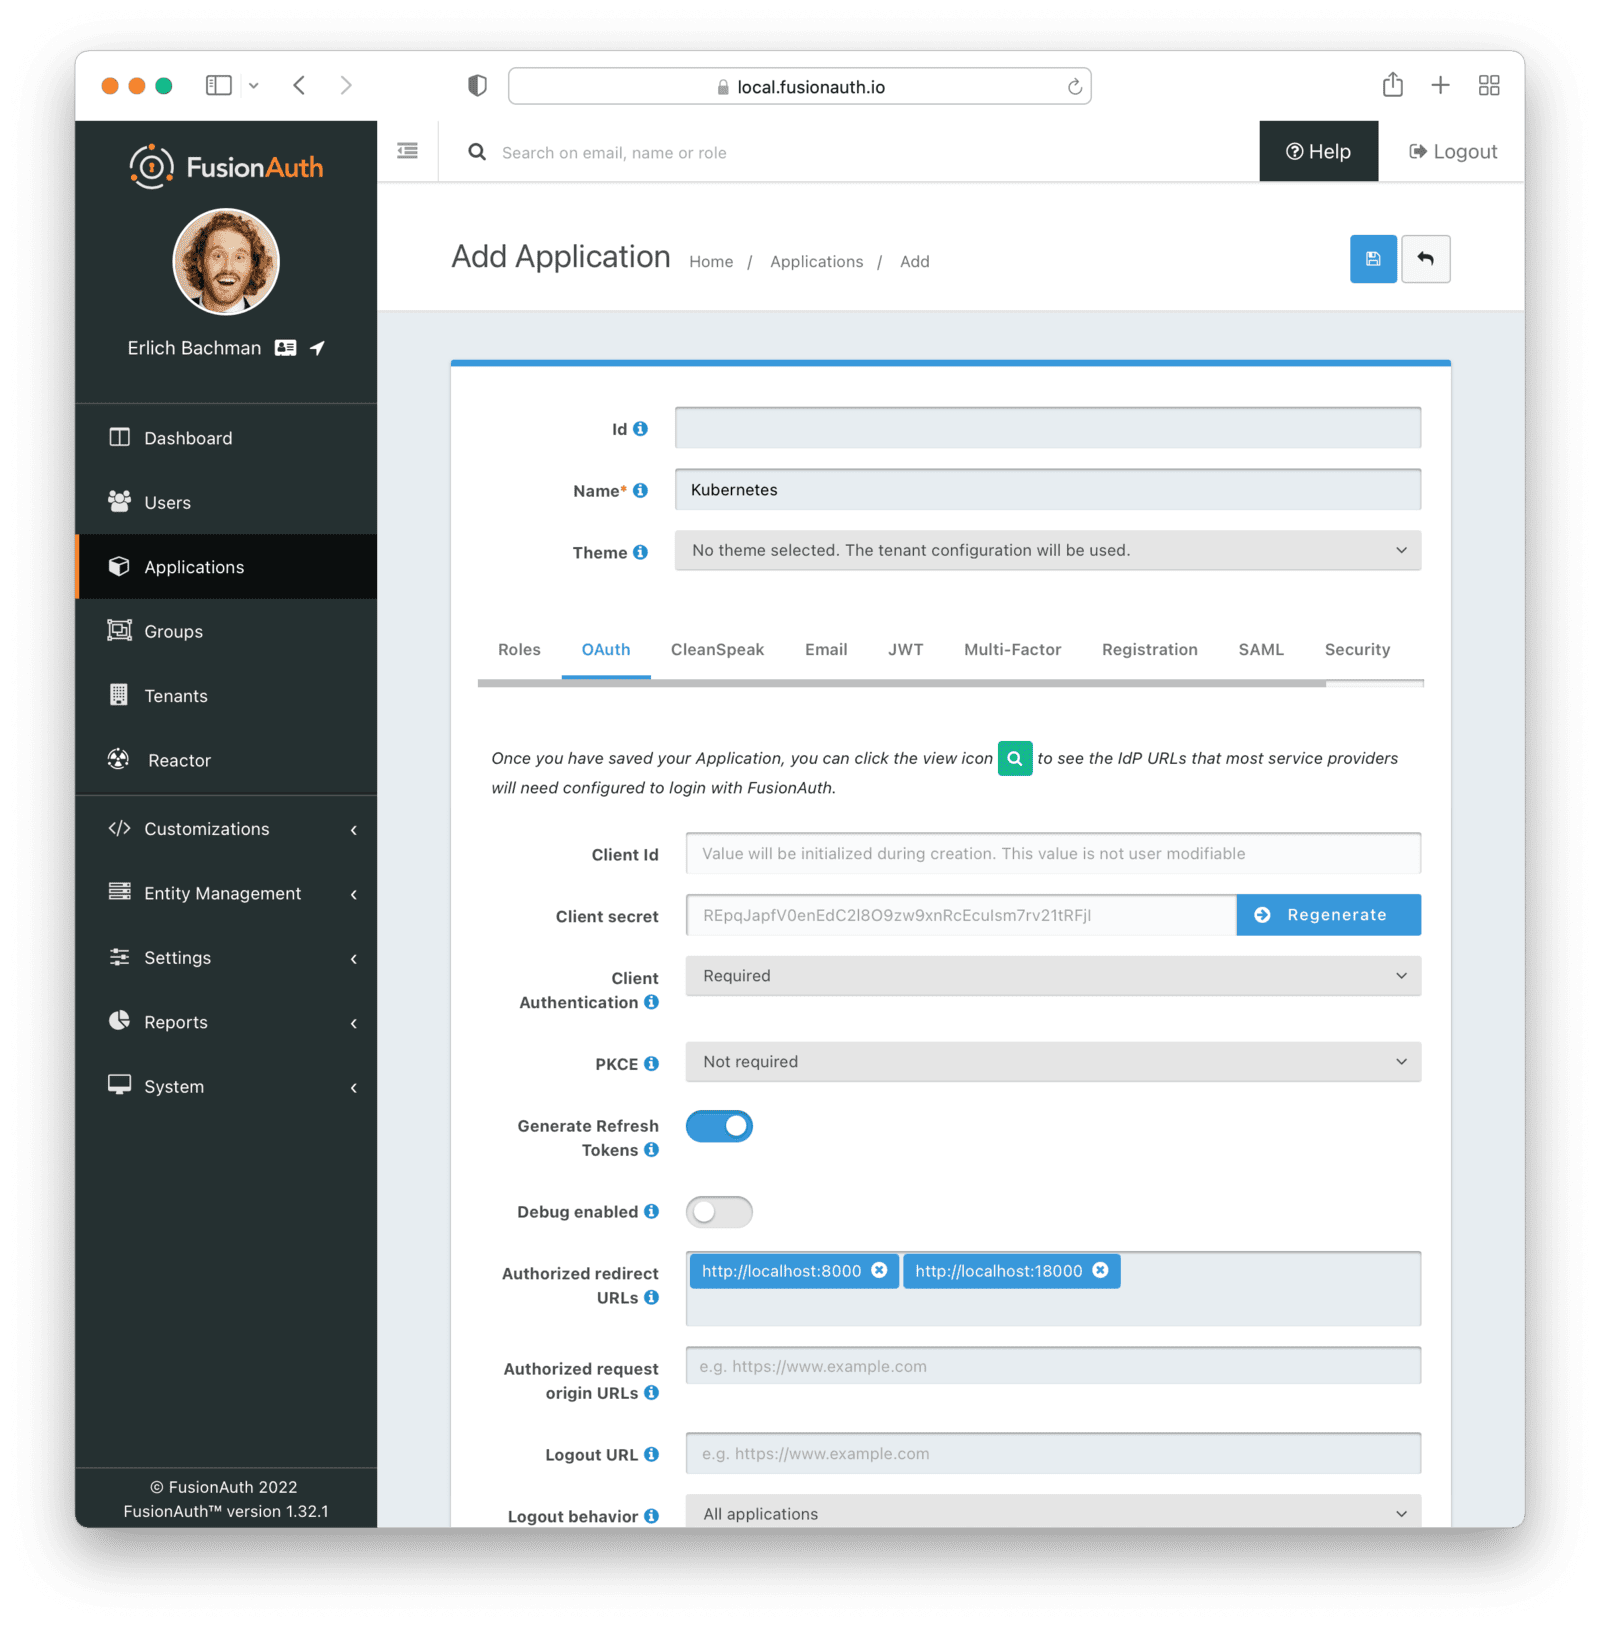 local.fusionauth.io
FusionAuth
Search on email, name or role
Help
Logout
Erlich Bachman
Dashboard
Users
Applications
Groups
Tenants
Reactor
Customizations
Entity Management
Settings
Reports
System
© FusionAuth 2022
FusionAuth™ version 1.32.1
Add Application Home / Applications / Add
Id
Name* Kubernetes
Theme No theme selected. The tenant configuration will be used.
Roles OAuth CleanSpeak Email JWT Multi-Factor Registration SAML Security
Once you have saved your Application, you can click the view icon to see the IdP URLs that most service providers
will need configured to login with FusionAuth.
Client Id Value will be initialized during creation. This value is not user modifiable
Client secret REpqJapfV0enEdC2I8O9zw9xnRcEcuIsm7rv21tRFjI Regenerate
Client
Authentication
Required
PKCE Not required
Generate Refresh
Tokens
Debug enabled
Authorized redirect
URLs
http://localhost:8000 http://localhost:18000
Authorized request
origin URLs
e.g. https://www.example.com
Logout URL e.g. https://www.example.com
Logout behavior All applications